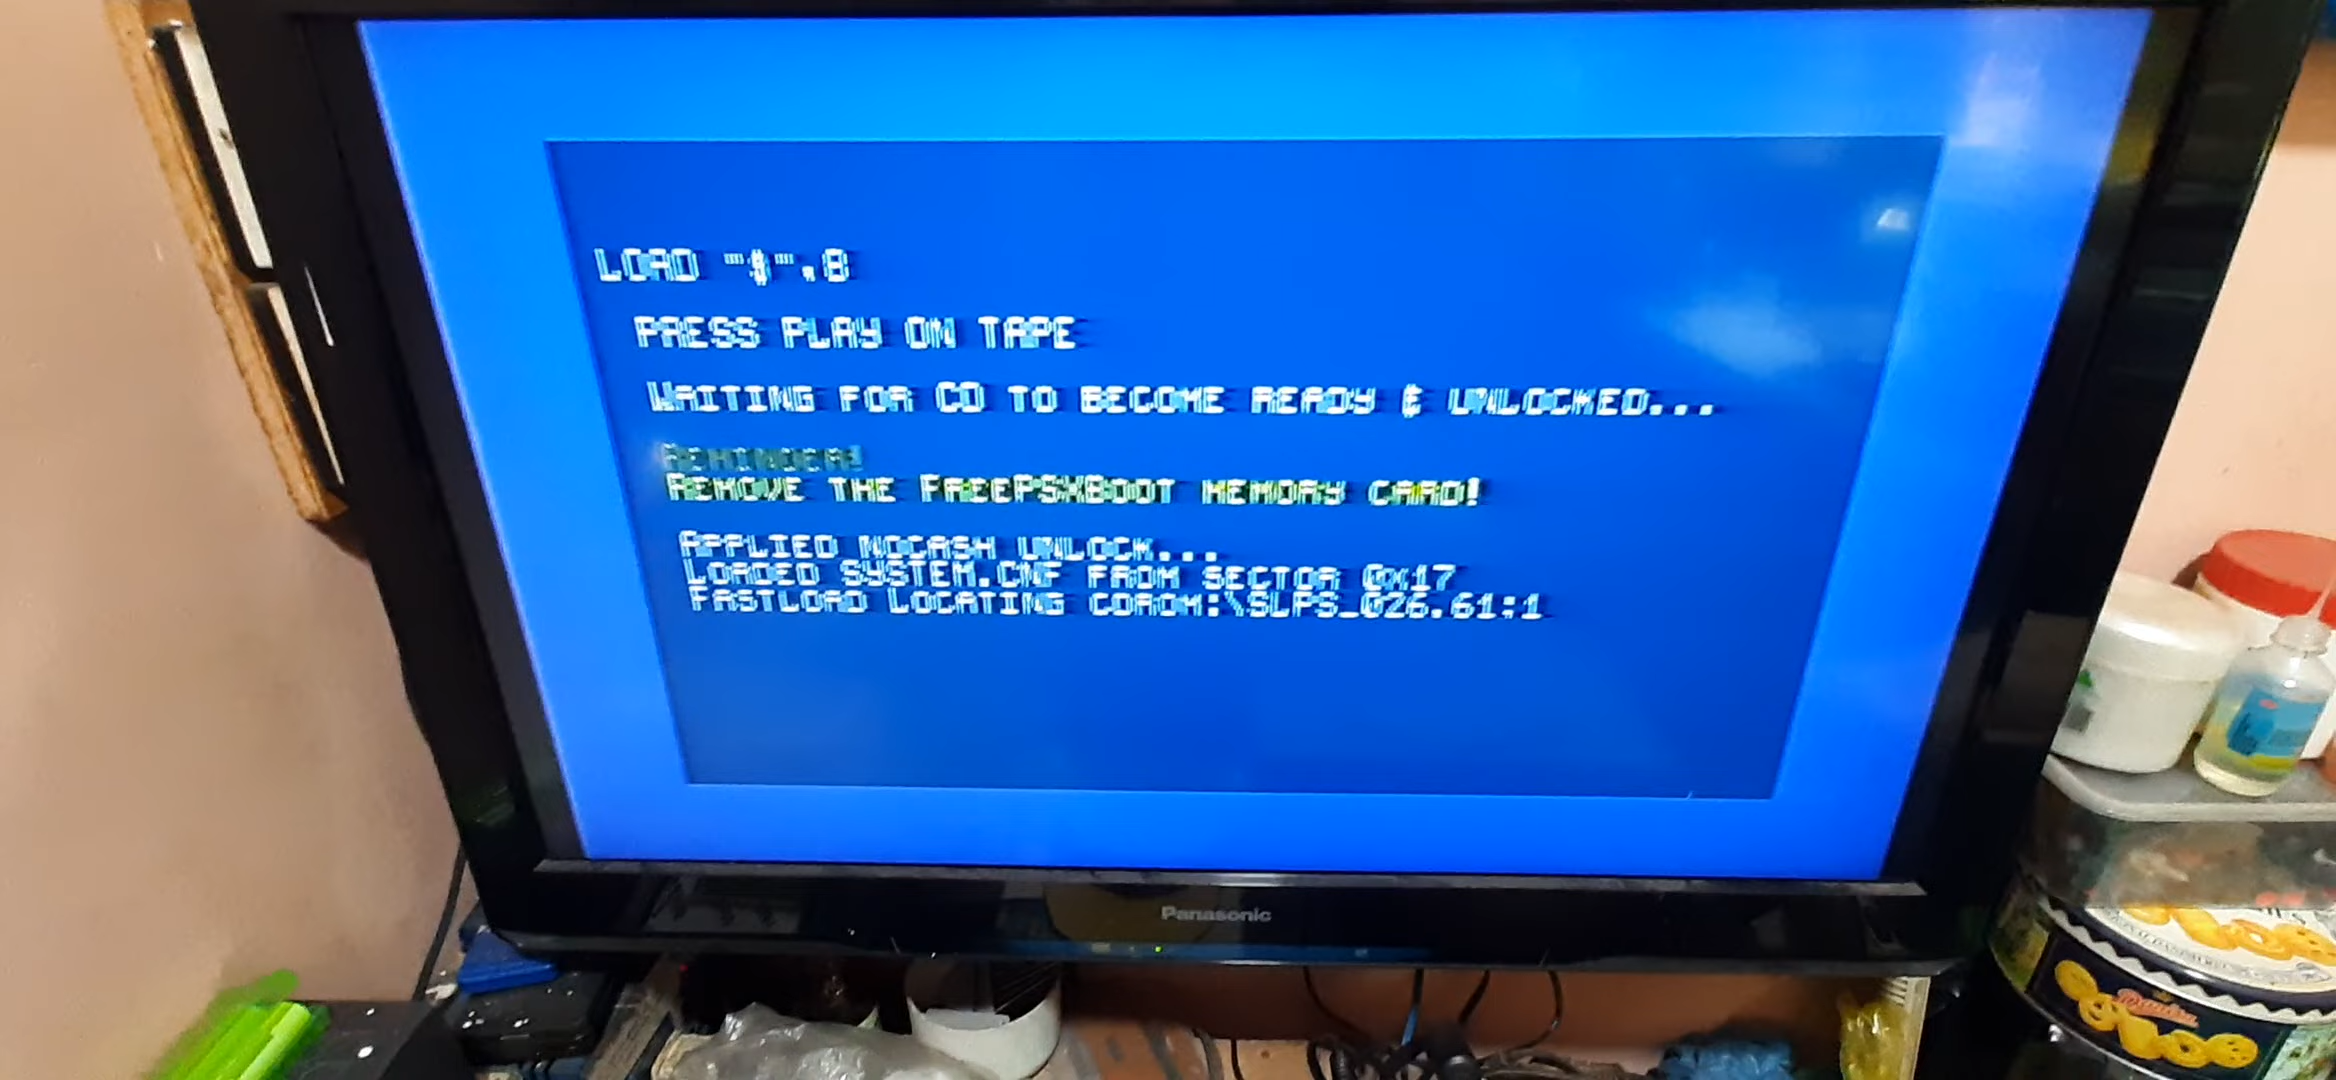 LOAD "$",8
PRESS PLAY ON TAPE
WAITING FOR CD TO BECOME READY & UNLOCKED...
REMINDER!
REMOVE THE FREEPSXBOOT MEMORY CARD!
APPLIED NOCASH UNLOCK...
LOADED SYSTEM.CNF FROM SECTOR 0x17
FASTLOAD LOCATING CDROM:\SLPS_026.61;1
Panasonic